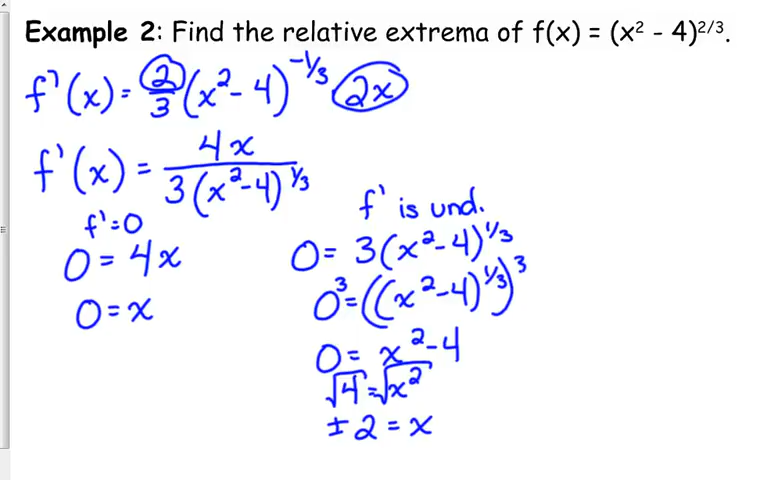 Example 2: Find the relative extrema of f(x) = (x² - 4)²ᐟ³.
f'(x) = 2/3 (x² - 4)^-1/3 2x
f'(x) = 4x / 3(x² - 4)^1/3
f' = 0
0 = 4x
0 = x
f' is und.
0 = 3(x² - 4)^1/3
0³ = ((x² - 4)^1/3)³
0 = x² - 4
√4 = √x²
± 2 = x